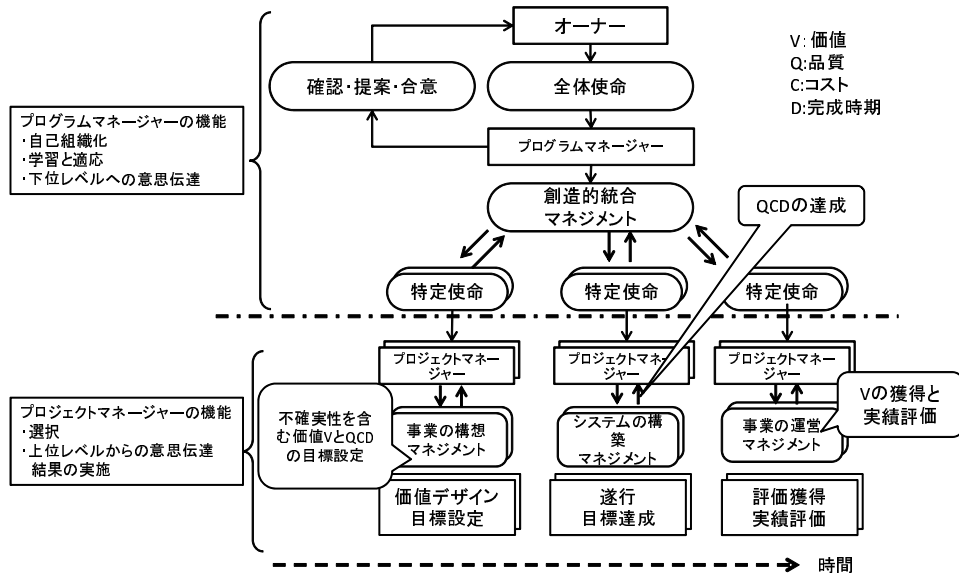 オーナー
V: 価値
Q:品質
C:コスト
D:完成時期
確認・提案・合意
全体使命
プログラムマネージャーの機能
・自己組織化
・学習と適応
・下位レベルへの意思伝達
プログラムマネージャー
創造的統合
マネジメント
QCDの達成
特定使命
特定使命
特定使命
プロジェクトマネー
ジャー
プロジェクトマネー
ジャー
プロジェクトマネー
ジャー
プロジェクトマネージャーの機能
・選択
・上位レベルからの意思伝達
結果の実施
不確実性を含
む価値VとQCD
の目標設定
事業の構想
マネジメント
システムの構
築
マネジメント
事業の運営
マネジメント
Vの獲得と
実績評価
価値デザイン
目標設定
遂行
目標達成
評価獲得
実績評価
時間